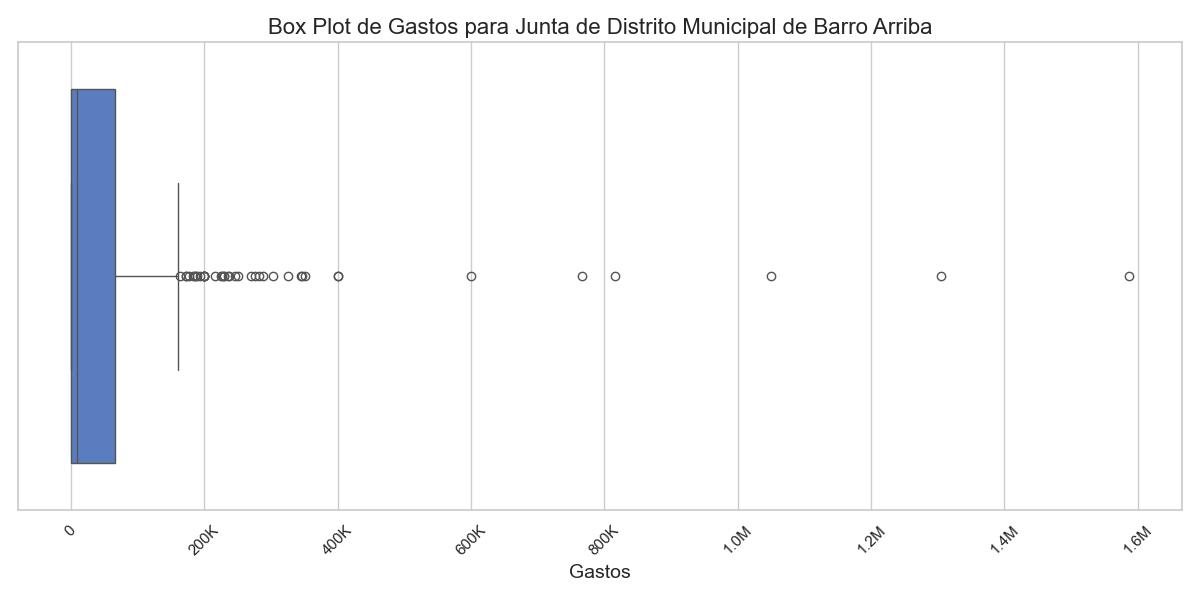 Box Plot de Gastos para Junta de Distrito Municipal de Barro Arriba
0 200K 400K 600K 800K 1.0M 1.2M 1.4M 1.6M
Gastos